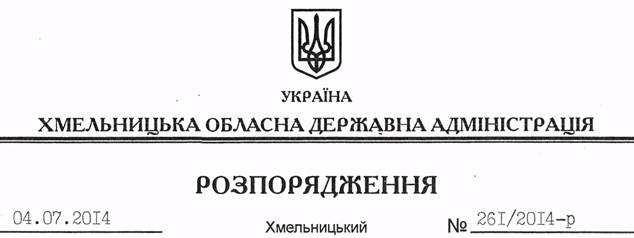 УКРАЇНА
ХМЕЛЬНИЦЬКА ОБЛАСНА ДЕРЖАВНА АДМІНІСТРАЦІЯ
РОЗПОРЯДЖЕННЯ
04.07.2014 Хмельницький № 261/2014-р